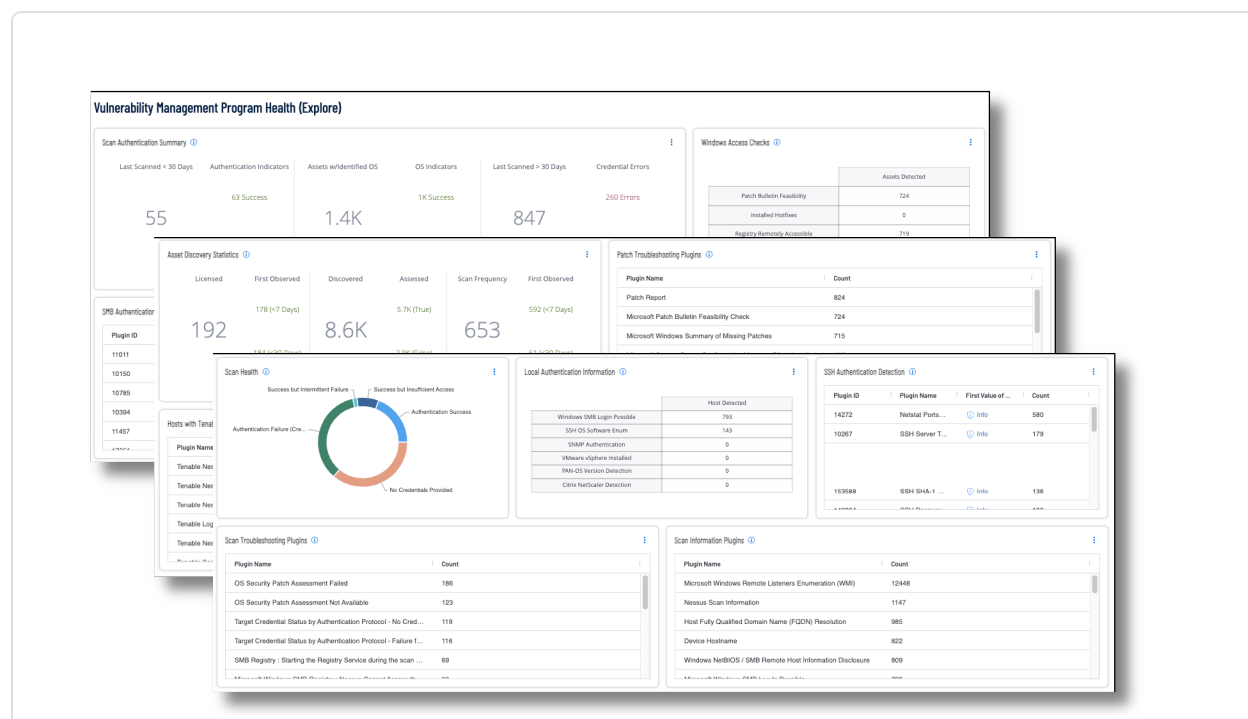 Vulnerability Management Program Health (Explore)
Scan Authentication Summary
Last Scanned < 30 Days Authentication Indicators Assets w/Identified OS OS Indicators Last Scanned > 30 Days Credential Errors
63 Success 1K Success 260 Errors
55 1.4K 847
Windows Access Checks
Assets Detected
Patch Bulletin Feasibility 724
Installed Hotfixes 0
Registry Remotely Accessible 719
SMB Authentication
Plugin ID
11011
10150
10785
10394
11457
Asset Discovery Statistics
Licensed First Observed Discovered Assessed Scan Frequency First Observed
178 (<7 Days) 5.7K (True) 592 (<7 Days)
192 8.6K 653
Patch Troubleshooting Plugins
Plugin Name Count
Patch Report 824
Microsoft Patch Bulletin Feasibility Check 724
Microsoft Windows Summary of Missing Patches 715
Hosts with Tenal
Plugin Name
Tenable Nes
Tenable Nes
Tenable Nes
Tenable Log
Tenable Nes
Scan Health
Success but Intermittent Failure
Success but Insufficient Access
Authentication Success
Authentication Failure (Cre...
No Credentials Provided
Local Authentication Information
Host Detected
Windows SMB Login Possible 793
SSH OS Software Enum 143
SNMP Authentication 0
VMware vSphere Installed 0
PAN-OS Version Detection 0
Citrix NetScaler Detection 0
SSH Authentication Detection
Plugin ID Plugin Name First Value of ... Count
14272 Netstat Ports... Info 580
10267 SSH Server T... Info 179
153588 SSH SHA-1 ... Info 136
Scan Troubleshooting Plugins
Plugin Name Count
OS Security Patch Assessment Failed 186
OS Security Patch Assessment Not Available 123
Target Credential Status by Authentication Protocol - No Cred... 119
Target Credential Status by Authentication Protocol - Failure f... 116
SMB Registry : Starting the Registry Service during the scan ... 69
Scan Information Plugins
Plugin Name Count
Microsoft Windows Remote Listeners Enumeration (WMI) 12448
Nessus Scan Information 1147
Host Fully Qualified Domain Name (FQDN) Resolution 985
Device Hostname 822
Windows NetBIOS / SMB Remote Host Information Disclosure 809